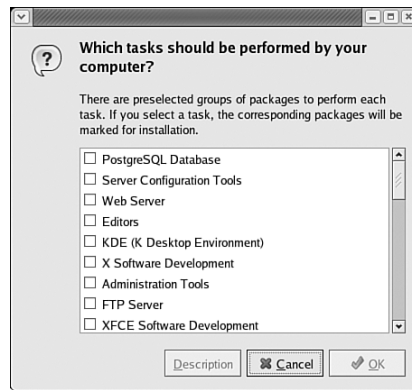 Which tasks should be performed by your
computer?
There are preselected groups of packages to perform each
task. If you select a task, the corresponding packages will be
marked for installation.
PostgreSQL Database
Server Configuration Tools
Web Server
Editors
KDE (K Desktop Environment)
X Software Development
Administration Tools
FTP Server
XFCE Software Development
Description Cancel OK